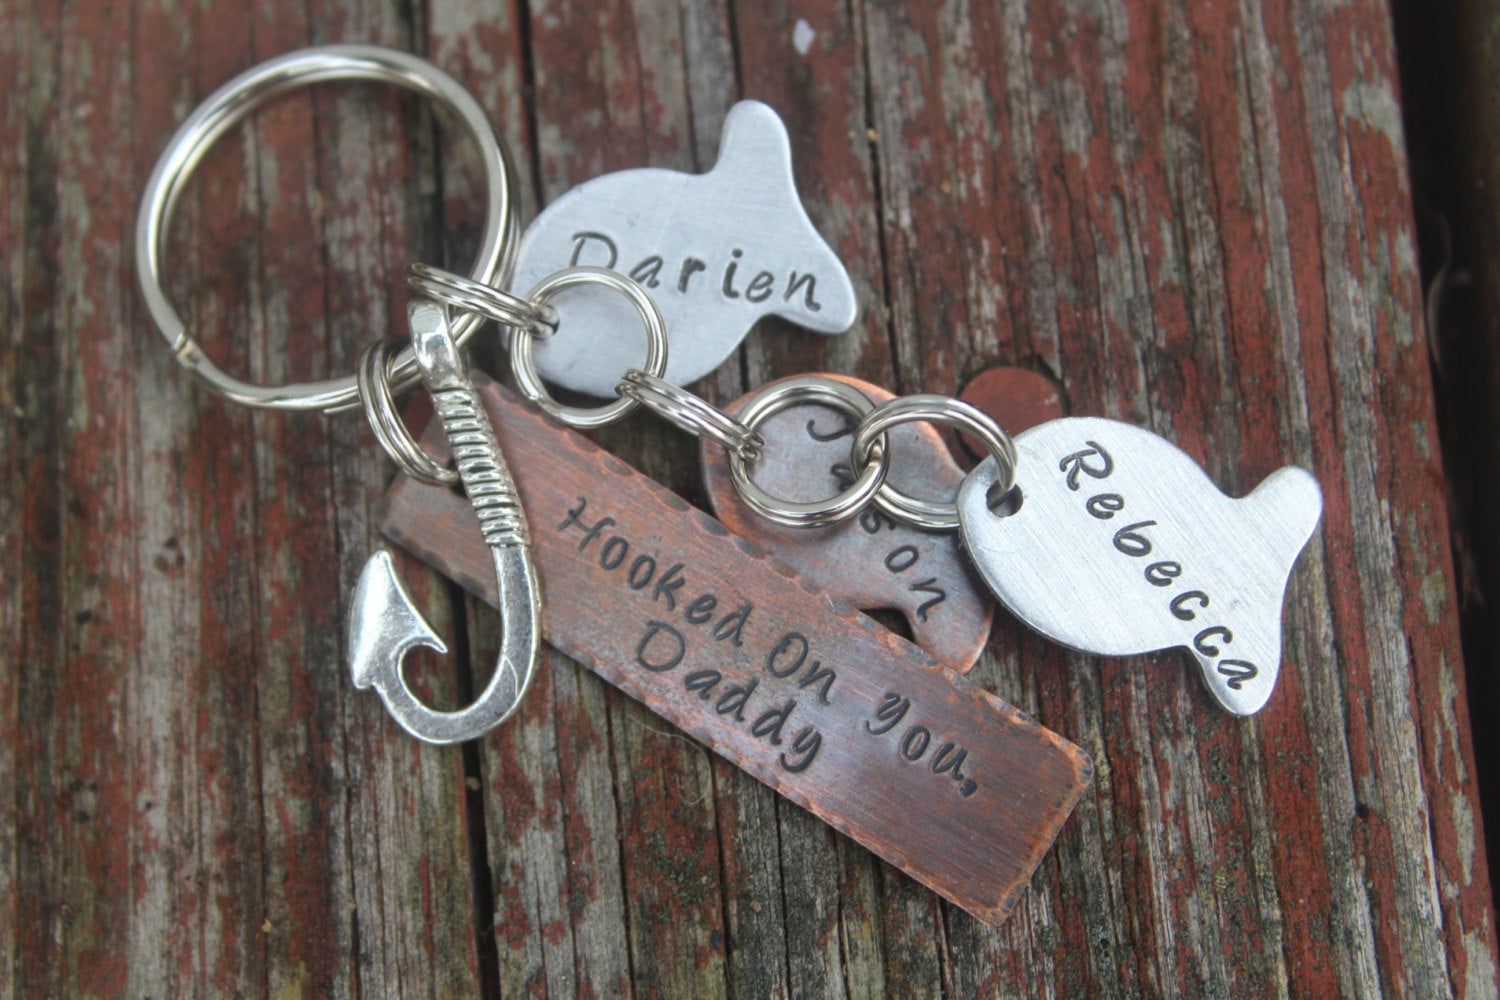 Darien
Rebecca
Hooked On you,
Daddy